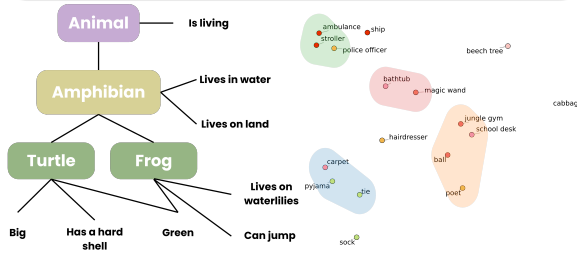 Animal
Is living
Amphibian
Lives in water
Lives on land
Turtle
Frog
Lives on
waterlilies
Big
Has a hard
shell
Green
Can jump
ambulance
ship
stroller
police officer
beech tree
bathtub
magic wand
cabbag
jungle gym
school desk
hairdresser
ball
carpet
pyjama
tie
poet
sock